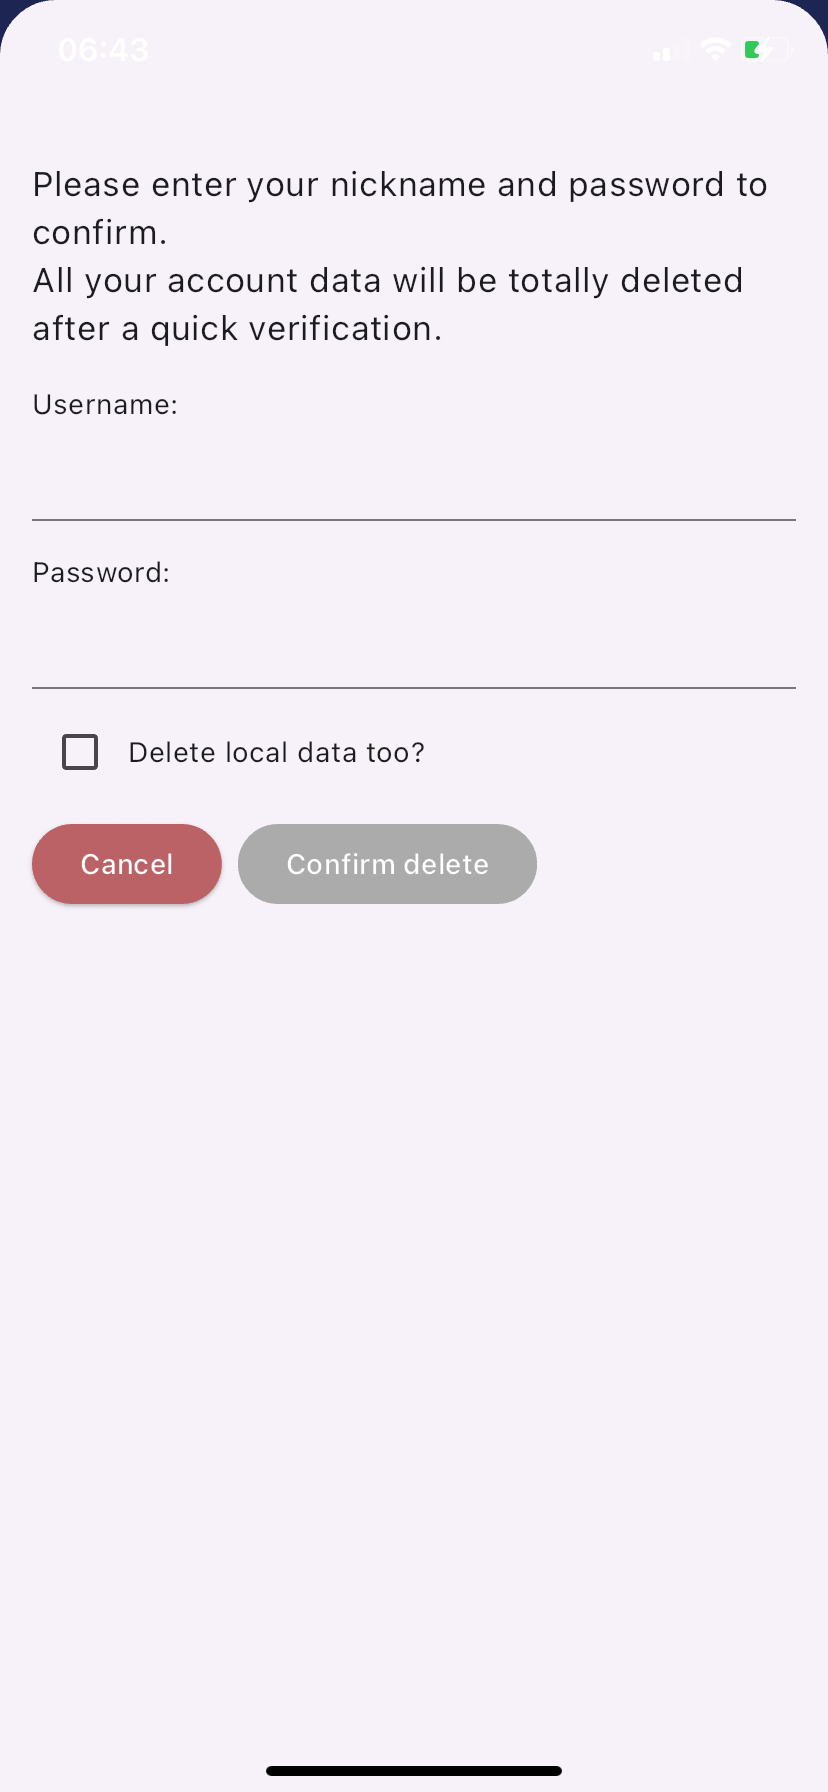 06:43
Please enter your nickname and password to
confirm.
All your account data will be totally deleted
after a quick verification.
Username:
Password:
Delete local data too?
Cancel Confirm delete